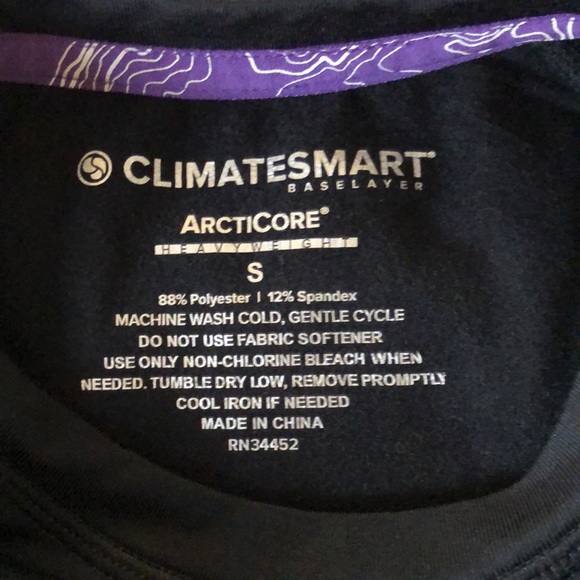 CLIMATESMART®
BASELAYER
ARCTICORE®
HEAVYWEIGHT
S
88% Polyester | 12% Spandex
MACHINE WASH COLD, GENTLE CYCLE
DO NOT USE FABRIC SOFTENER
USE ONLY NON-CHLORINE BLEACH WHEN
NEEDED. TUMBLE DRY LOW, REMOVE PROMPTLY
COOL IRON IF NEEDED
MADE IN CHINA
RN34452